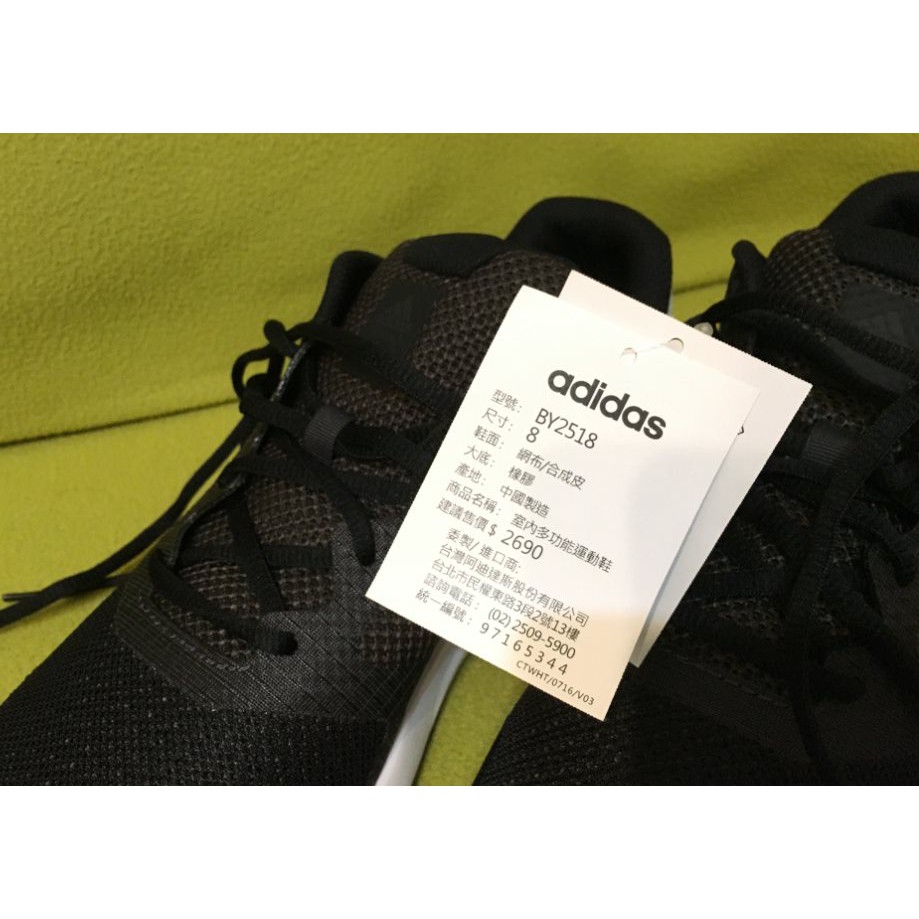 adidas
型號: BY2518
尺寸: 8
鞋面: 網布/合成皮
大底: 橡膠
產地: 中國製造
商品名稱: 室內多功能運動鞋
建議售價$ 2690
委製/進口商:
台灣阿迪達斯股份有限公司
台北市民權東路3段2號13樓
諮詢電話: (02)2509-5900
統一編號: 97165344
CTWHT/0716/V03